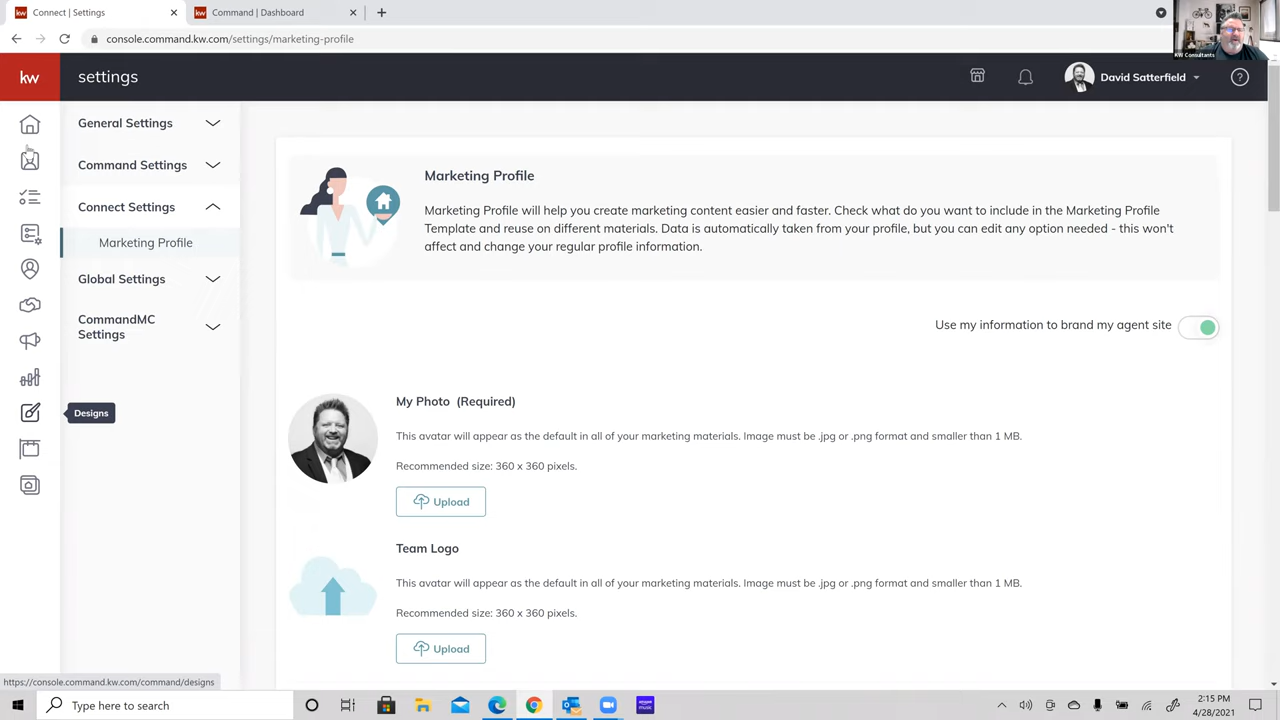 Connect | Settings
Command | Dashboard
console.command.kw.com/settings/marketing-profile
KW Consultants
kw
settings
David Satterfield
General Settings
Command Settings
Connect Settings
Marketing Profile
Global Settings
CommandMC
Settings
Designs
Marketing Profile
Marketing Profile will help you create marketing content easier and faster. Check what do you want to include in the Marketing Profile
Template and reuse on different materials. Data is automatically taken from your profile, but you can edit any option needed - this won't
affect and change your regular profile information.
Use my information to brand my agent site
My Photo (Required)
This avatar will appear as the default in all of your marketing materials. Image must be .jpg or .png format and smaller than 1 MB.
Recommended size: 360 x 360 pixels.
Upload
Team Logo
This avatar will appear as the default in all of your marketing materials. Image must be .jpg or .png format and smaller than 1 MB.
Recommended size: 360 x 360 pixels.
Upload
https://console.command.kw.com/command/designs
Type here to search
music
2:15 PM
4/28/2021